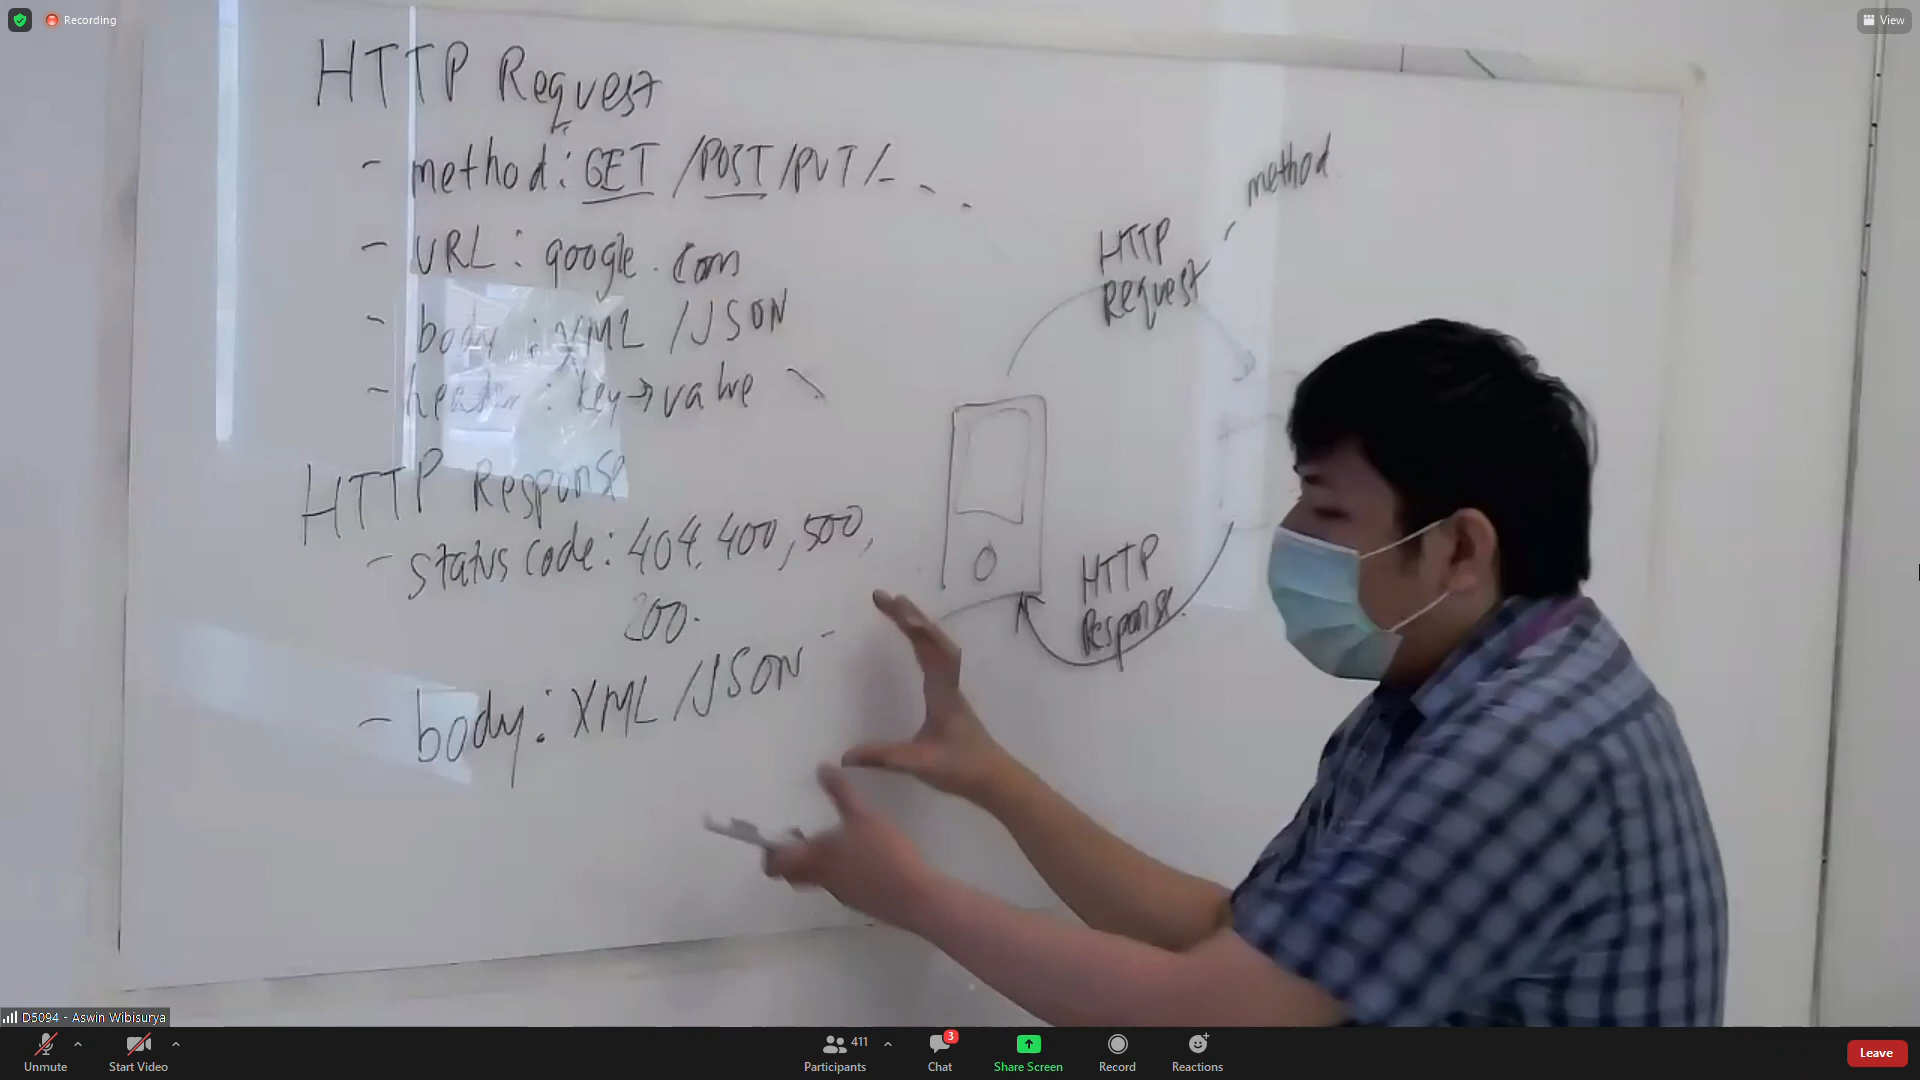 Recording
View
HTTP Request
- method: GET / POST / PUT / - - -
- URL: google.com
- body: XML / JSON
- header: key → value
HTTP Response
- status code: 404, 400, 500,
200.
- body: XML / JSON
- method
HTTP
Request
HTTP
Response
D5094 - Aswin Wibisurya
Unmute
Start Video
411
Participants
3
Chat
Share Screen
Record
Reactions
Leave